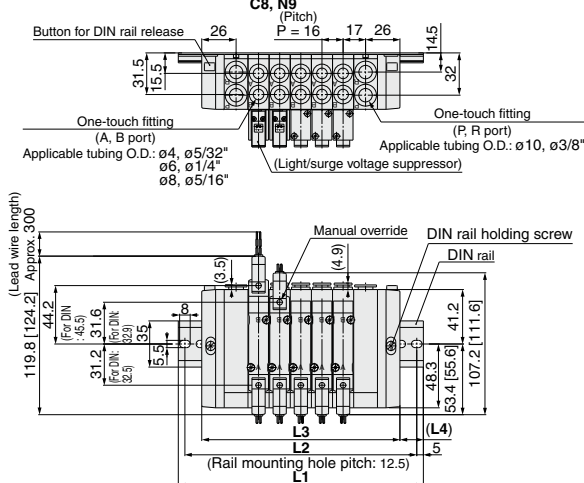 C8, N9
(Pitch)
P = 16
26
17
26
14.5
Button for DIN rail release
31.5
15.5
32
One-touch fitting
(A, B port)
Applicable tubing O.D.: ø4, ø5/32"
ø6, ø1/4"
ø8, ø5/16"
(Light/surge voltage suppressor)
One-touch fitting
(P, R port)
Applicable tubing O.D.: ø10, ø3/8"
(Lead wire length)
Approx. 300
Manual override
DIN rail holding screw
DIN rail
(3.5)
(4.9)
119.8 [124.2]
44.2
(For DIN
: 45.5)
31.6
(For DIN:
32.9)
8
35
5.5
31.2
(For DIN:
32.5)
41.2
48.3
53.4 [55.6]
107.2 [111.6]
L3
(L4)
L2
5
(Rail mounting hole pitch: 12.5)
L1